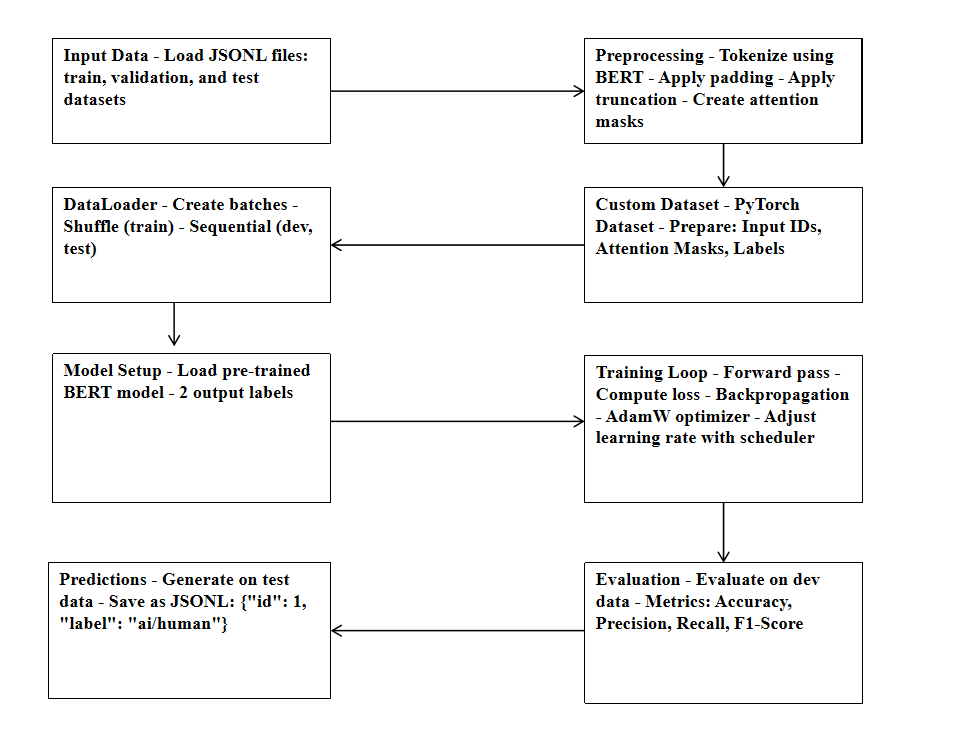 Input Data - Load JSONL files:
train, validation, and test
datasets
Preprocessing - Tokenize using
BERT - Apply padding - Apply
truncation - Create attention
masks
DataLoader - Create batches -
Shuffle (train) - Sequential (dev,
test)
Custom Dataset - PyTorch
Dataset - Prepare: Input IDs,
Attention Masks, Labels
Model Setup - Load pre-trained
BERT model - 2 output labels
Training Loop - Forward pass -
Compute loss - Backpropagation
- AdamW optimizer - Adjust
learning rate with scheduler
Predictions - Generate on test
data - Save as JSONL: {"id": 1,
"label": "ai/human"}
Evaluation - Evaluate on dev
data - Metrics: Accuracy,
Precision, Recall, F1-Score